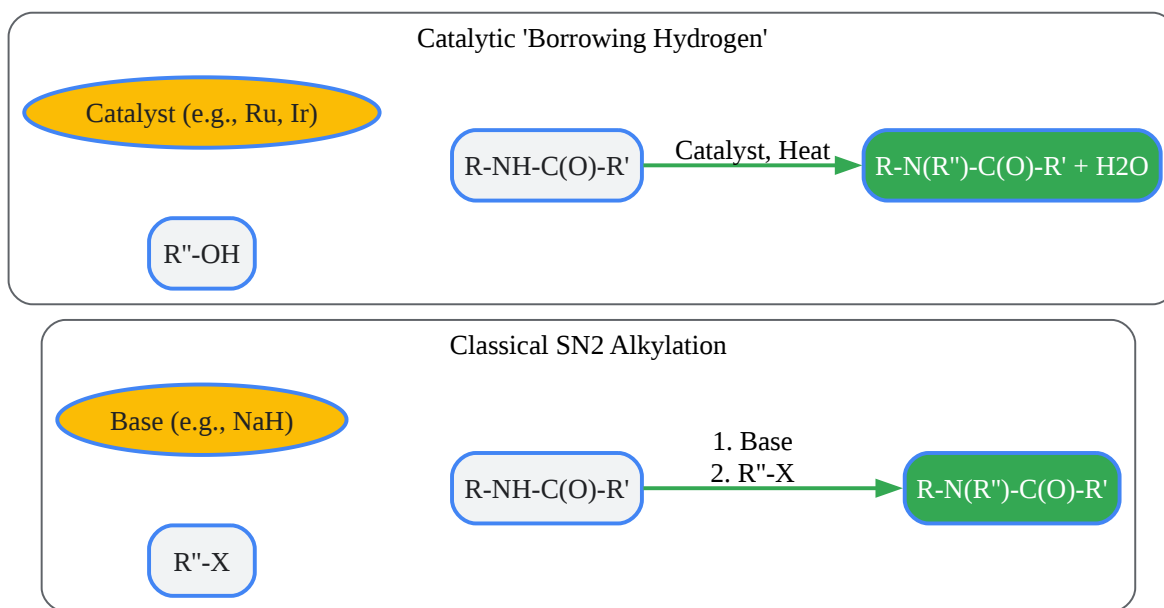 Catalytic 'Borrowing Hydrogen'
Catalyst (e.g., Ru, Ir)
R-NH-C(O)-R'
Catalyst, Heat
R-N(R")-C(O)-R' + H2O
R"-OH
Classical SN2 Alkylation
Base (e.g., NaH)
R-NH-C(O)-R'
1. Base
2. R"-X
R-N(R")-C(O)-R'
R"-X